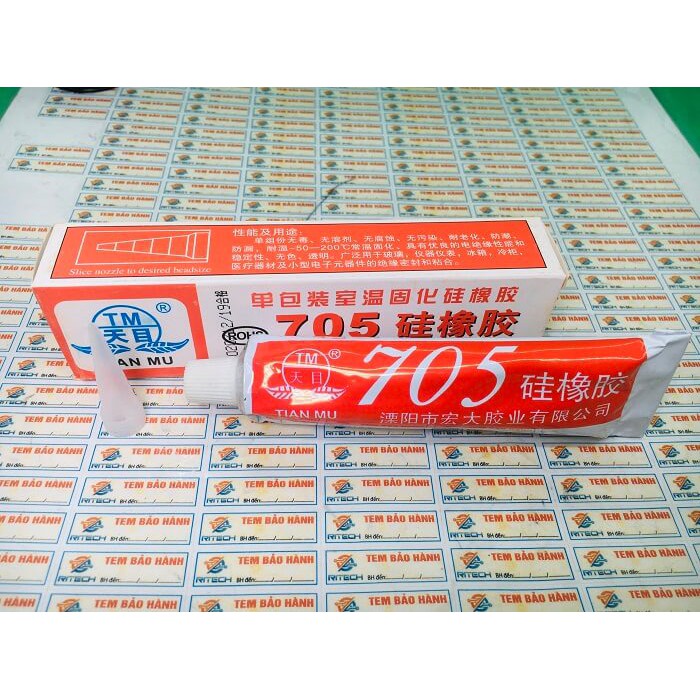 性能及用途
单组份无毒、无溶剂、无腐蚀、无污染、耐老化、防潮、
防漏，耐温-50-200℃常温固化、具有优良的电绝缘性能和
稳定性、无色、透明。广泛用于玻璃，仪器仪表，冰箱，冷柜，
医疗器材及小型电子元器件的绝缘密封和粘合。
Slice nozzle to desired beadsize
TM
®
天目
TIAN MU
单包装室温固化硅橡胶
ROHS
705 硅橡胶
TM
®
天目
TIAN MU
705 硅橡胶
溧阳市宏大胶业有限公司
TEM BẢO HÀNH
RITECH BH đến:..../..../....